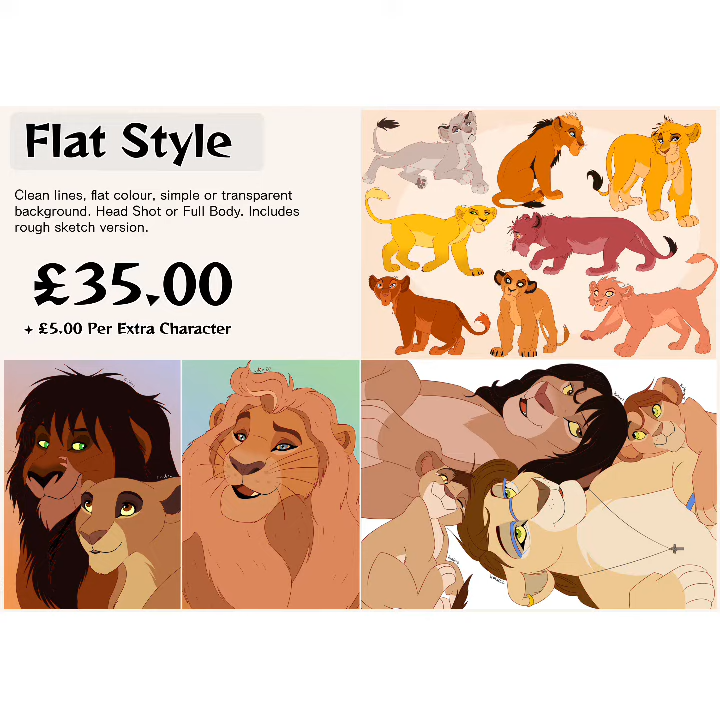 Flat Style
Clean lines, flat colour, simple or transparent
background. Head Shot or Full Body. Includes
rough sketch version.
£35.00
+ £5.00 Per Extra Character